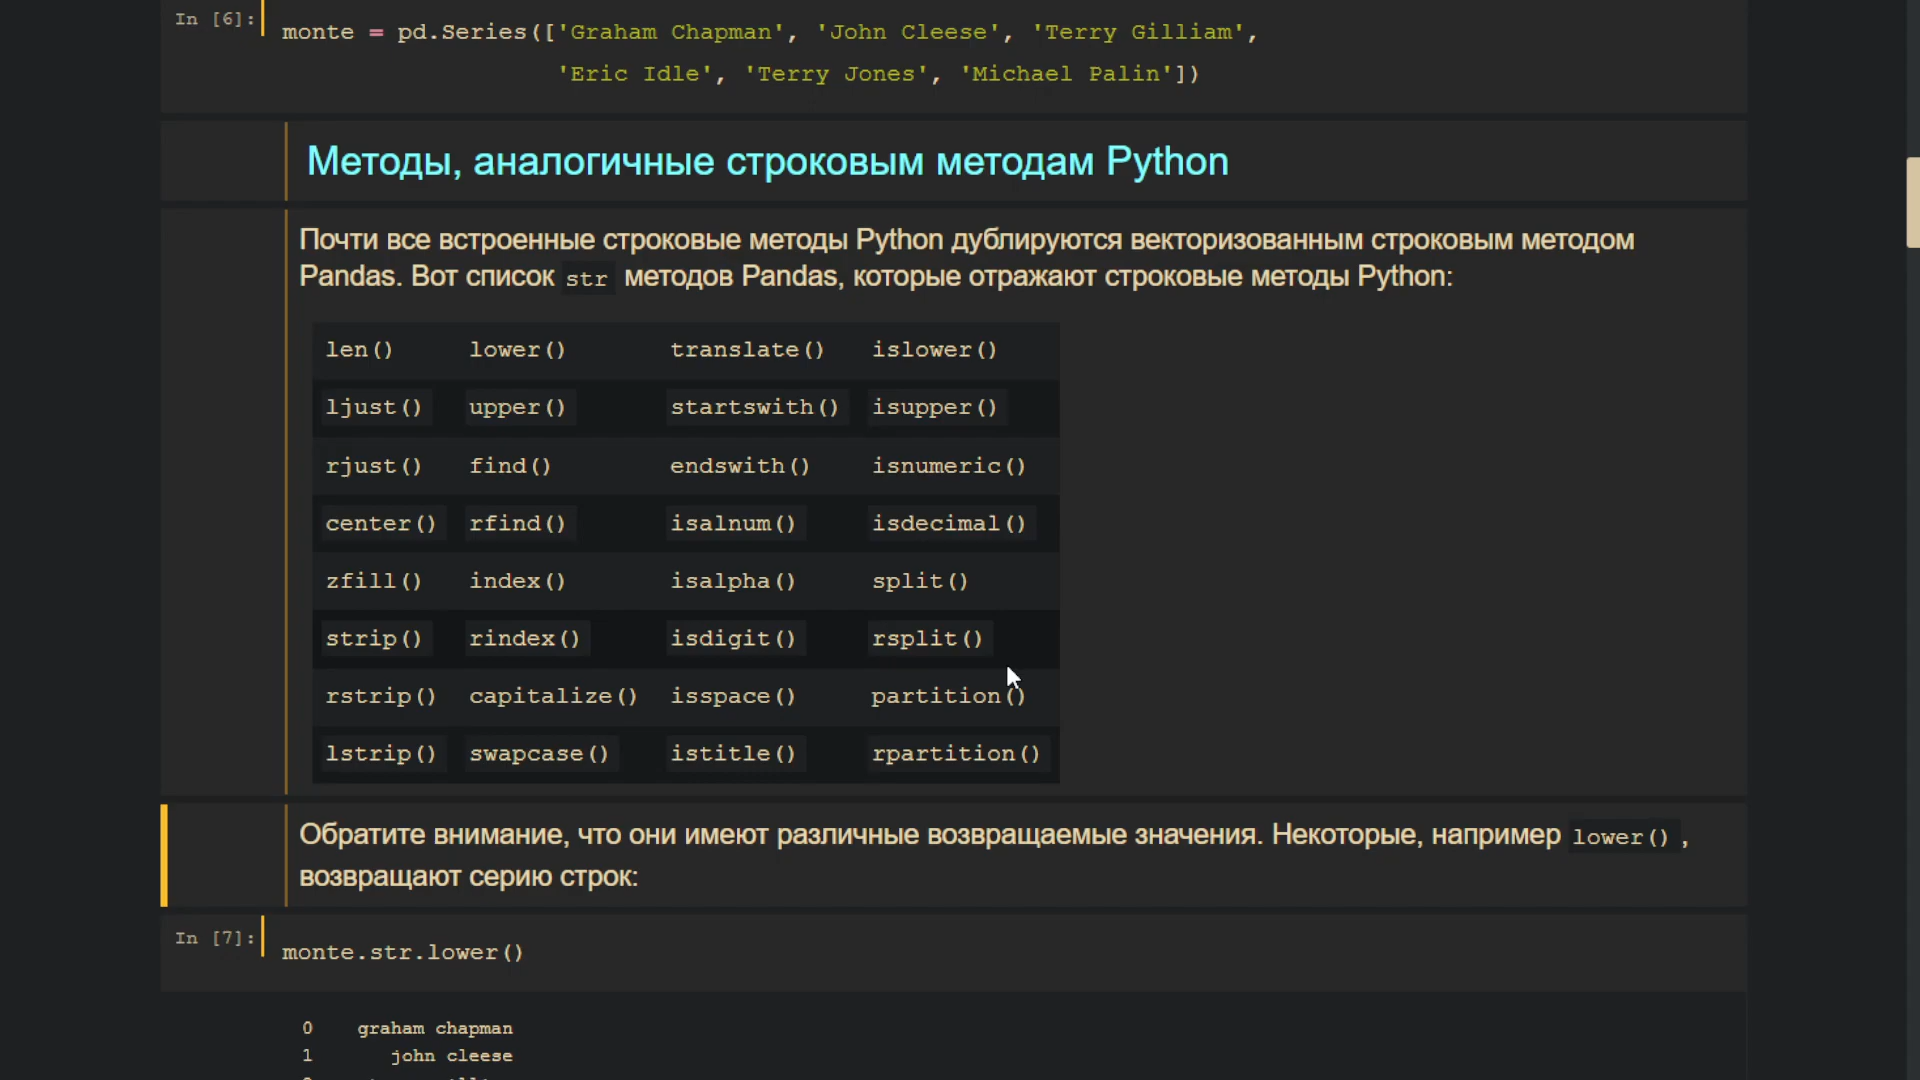 In [6]:
monte = pd.Series(['Graham Chapman', 'John Cleese', 'Terry Gilliam',
'Eric Idle', 'Terry Jones', 'Michael Palin'])
Методы, аналогичные строковым методам Python
Почти все встроенные строковые методы Python дублируются векторизованным строковым методом
Pandas. Вот список str методов Pandas, которые отражают строковые методы Python:
len() lower() translate() islower()
ljust() upper() startswith() isupper()
rjust() find() endswith() isnumeric()
center() rfind() isalnum() isdecimal()
zfill() index() isalpha() split()
strip() rindex() isdigit() rsplit()
rstrip() capitalize() isspace() partition()
lstrip() swapcase() istitle() rpartition()
Обратите внимание, что они имеют различные возвращаемые значения. Некоторые, например lower() ,
возвращают серию строк:
In [7]:
monte.str.lower()
0 graham chapman
1 john cleese